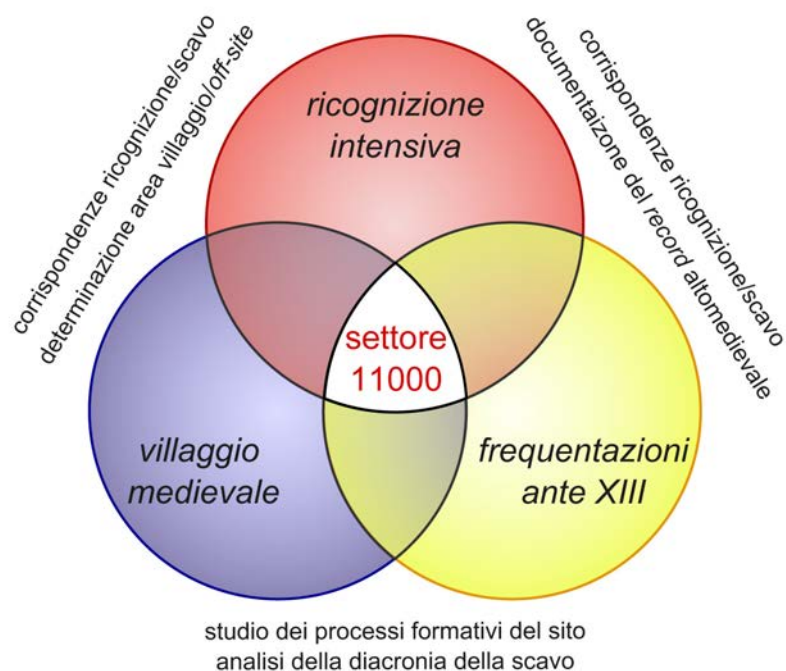 corrispondenze ricognizione/scavo
determinazione area villaggio/off-site
corrispondenze ricognizione/scavo
documentaizone del record altomedievale
ricognizione
intensiva
settore
11000
villaggio
medievale
frequentazioni
ante XIII
studio dei processi formativi del sito
analisi della diacronia della scavo